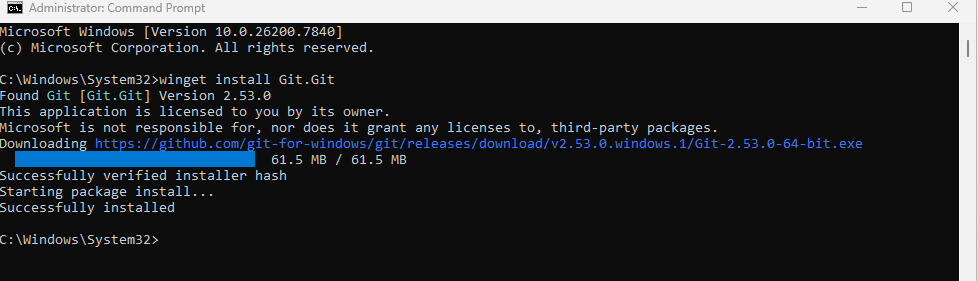 Administrator: Command Prompt
Microsoft Windows [Version 10.0.26200.7840]
(c) Microsoft Corporation. All rights reserved.
C:\Windows\System32>winget install Git.Git
Found Git [Git.Git] Version 2.53.0
This application is licensed to you by its owner.
Microsoft is not responsible for, nor does it grant any licenses to, third-party packages.
Downloading https://github.com/git-for-windows/git/releases/download/v2.53.0.windows.1/Git-2.53.0-64-bit.exe
61.5 MB / 61.5 MB
Successfully verified installer hash
Starting package install...
Successfully installed
C:\Windows\System32>